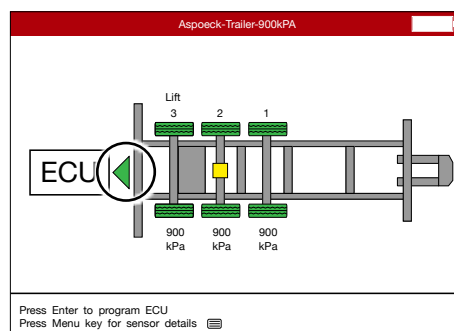 Aspoeck-Trailer-900kPA
Lift
3 2 1
ECU
900 900 900
kPa kPa kPa
Press Enter to program ECU
Press Menu key for sensor details